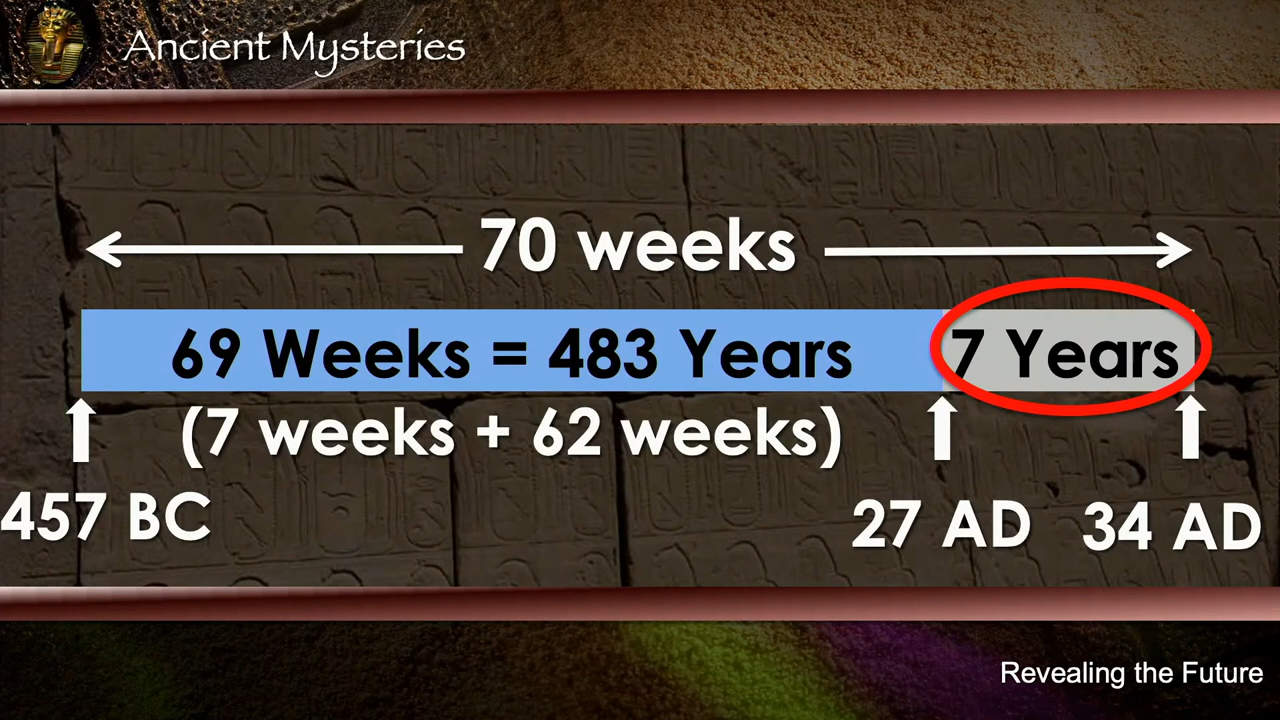 Ancient Mysteries
70 weeks
69 Weeks = 483 Years
7 Years
(7 weeks + 62 weeks)
457 BC
27 AD
34 AD
Revealing the Future